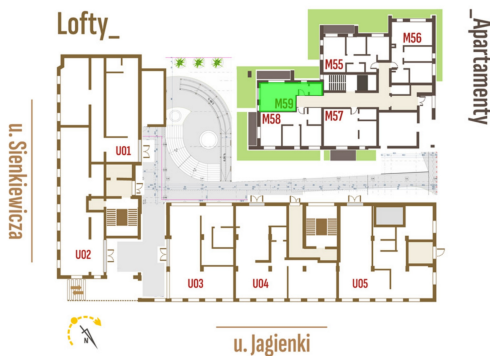 Lofty_
_Apartamenty
M56
M55
M59
M58
M57
U01
u. Sienkiewicza
U02
U03
U04
U05
N
u. Jagienki